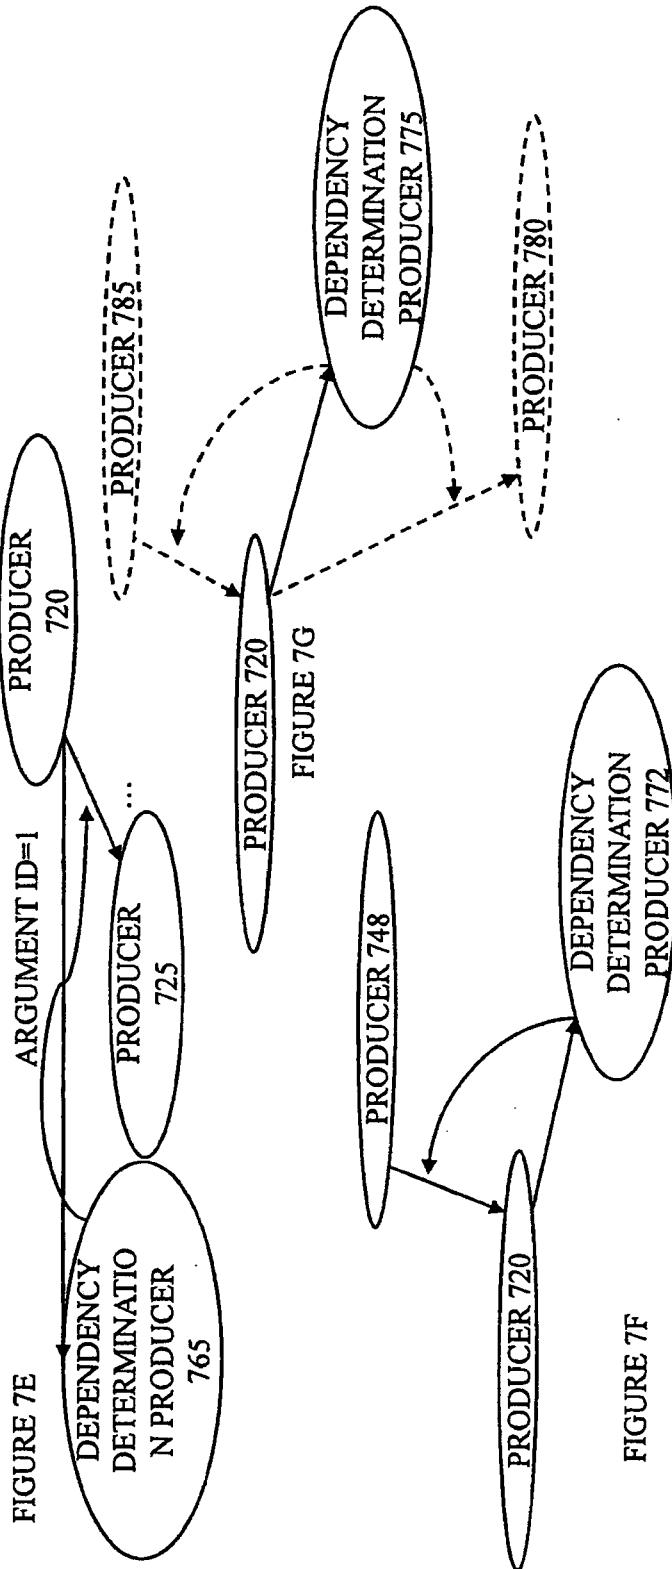 FIGURE 7E
ARGUMENT ID=1
PRODUCER
720
DEPENDENCY
DETERMINATIO
N PRODUCER
765
PRODUCER
725
...
PRODUCER 785
PRODUCER 720
FIGURE 7G
DEPENDENCY
DETERMINATION
PRODUCER 775
PRODUCER 780
PRODUCER 748
PRODUCER 720
DEPENDENCY
DETERMINATION
PRODUCER 772
FIGURE 7F